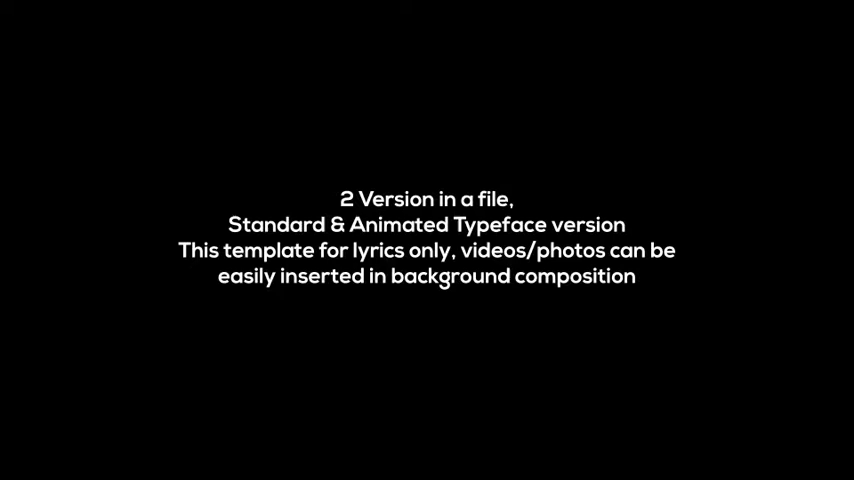 2 Version in a file,
Standard & Animated Typeface version
This template for lyrics only, videos/photos can be
easily inserted in background composition